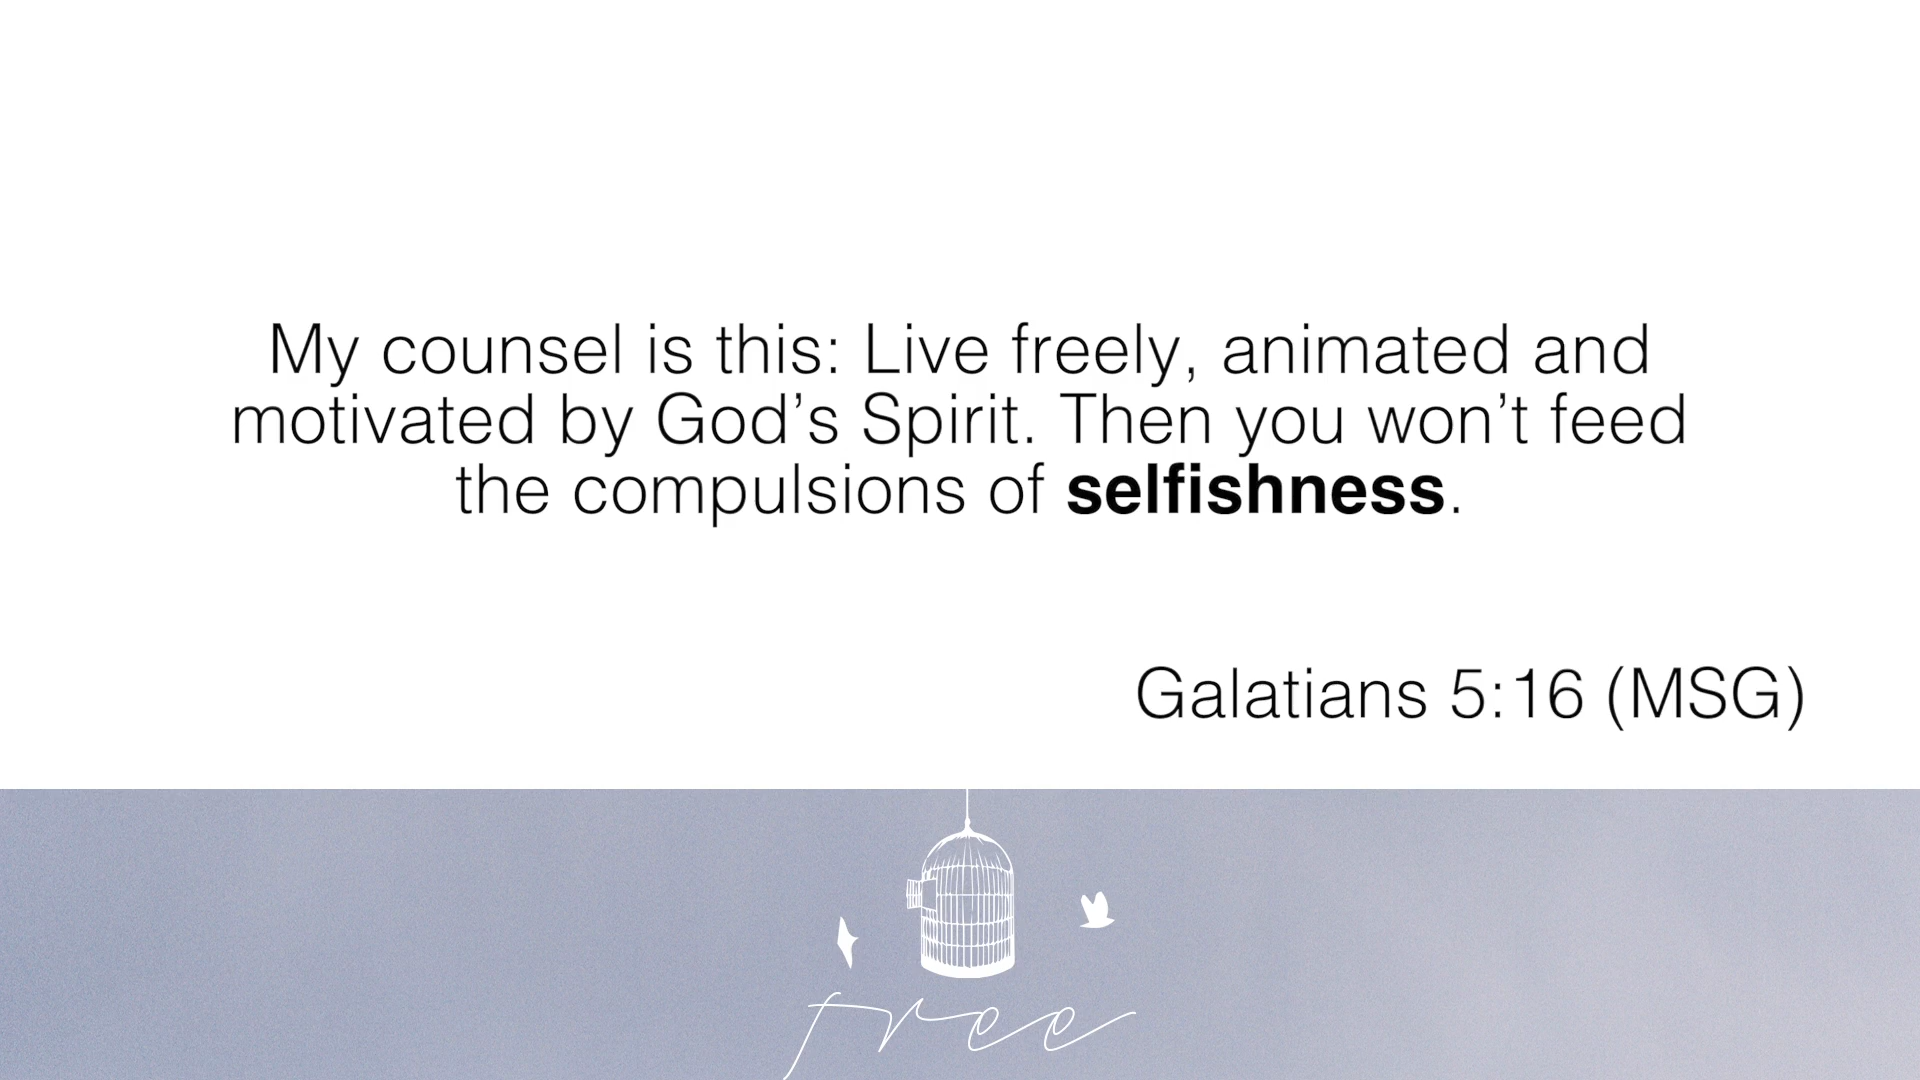 My counsel is this: Live freely, animated and
motivated by God’s Spirit. Then you won’t feed
the compulsions of selfishness.
Galatians 5:16 (MSG)
free